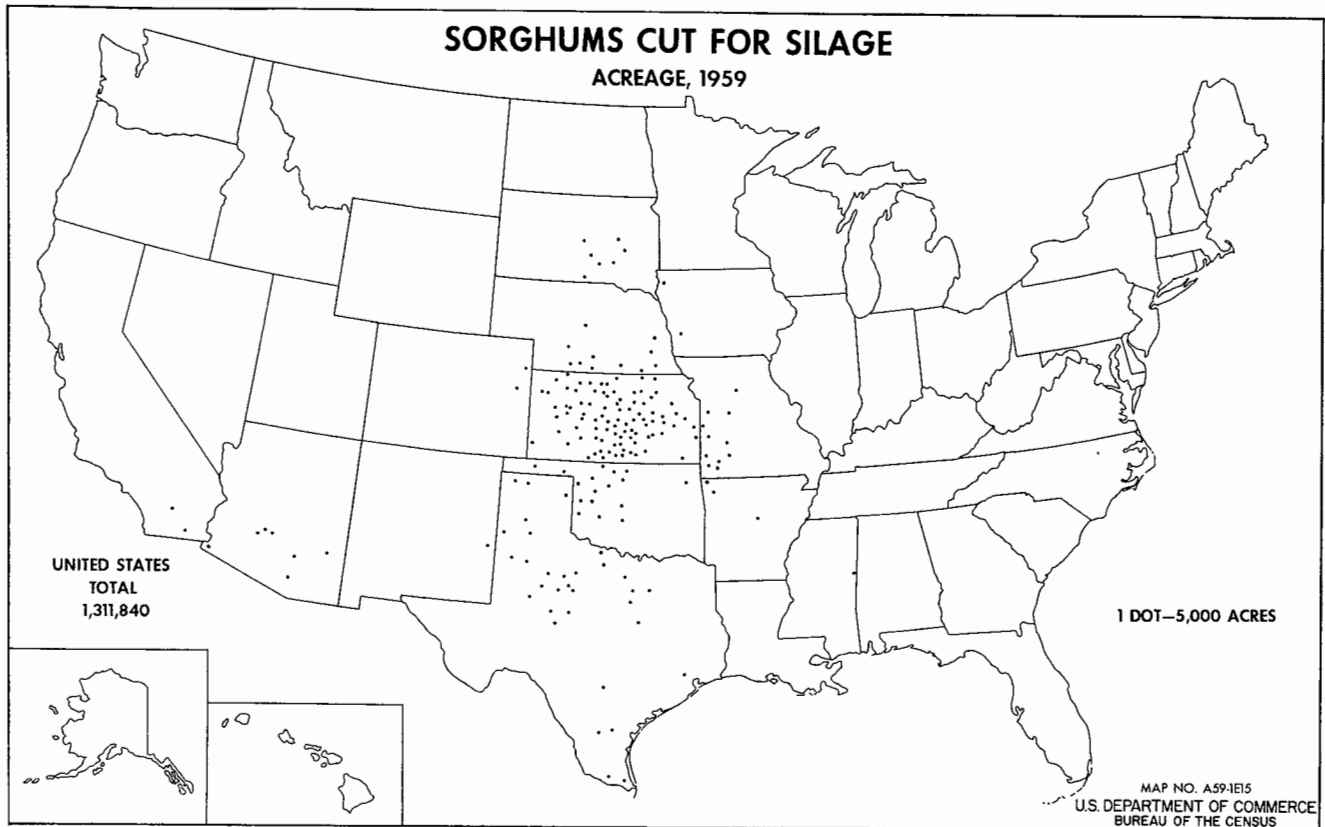 SORGHUMS CUT FOR SILAGE
ACREAGE, 1959
UNITED STATES
TOTAL
1,311,840
1 DOT—5,000 ACRES
MAP NO. A59-1E15
U.S. DEPARTMENT OF COMMERCE
BUREAU OF THE CENSUS